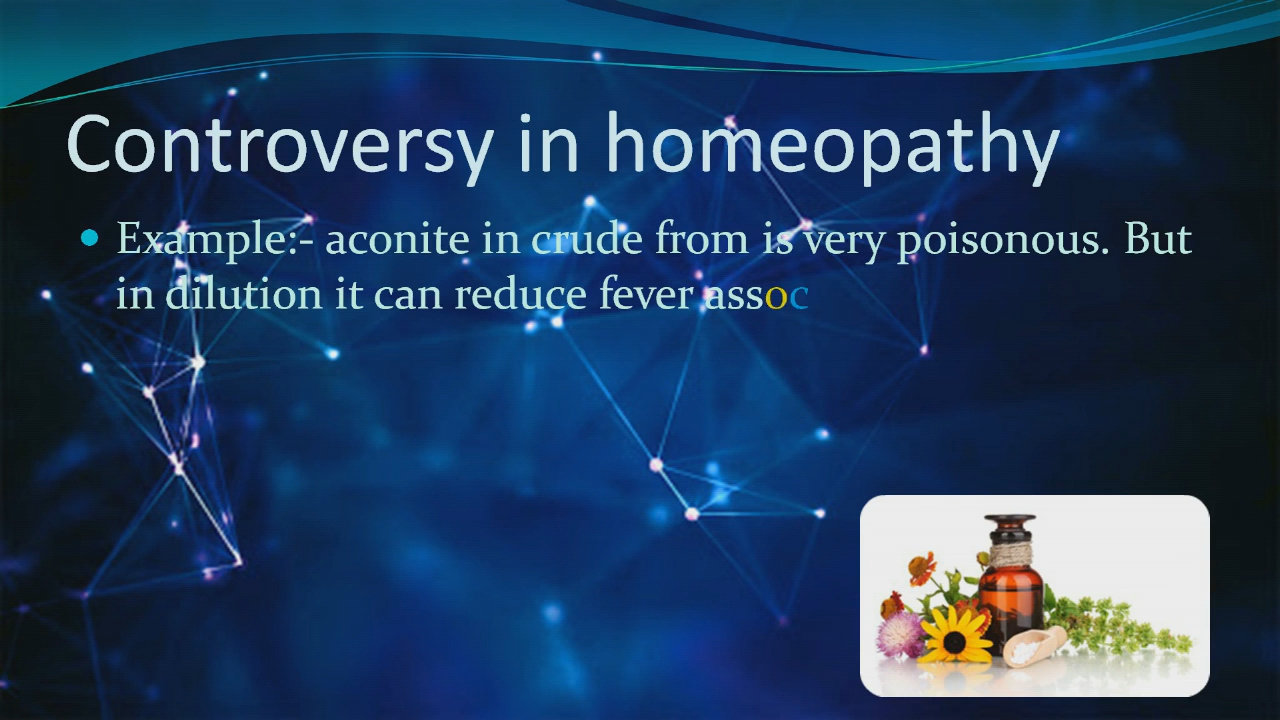 Controversy in homeopathy
Example:- aconite in crude from is very poisonous. But
in dilution it can reduce fever assoc